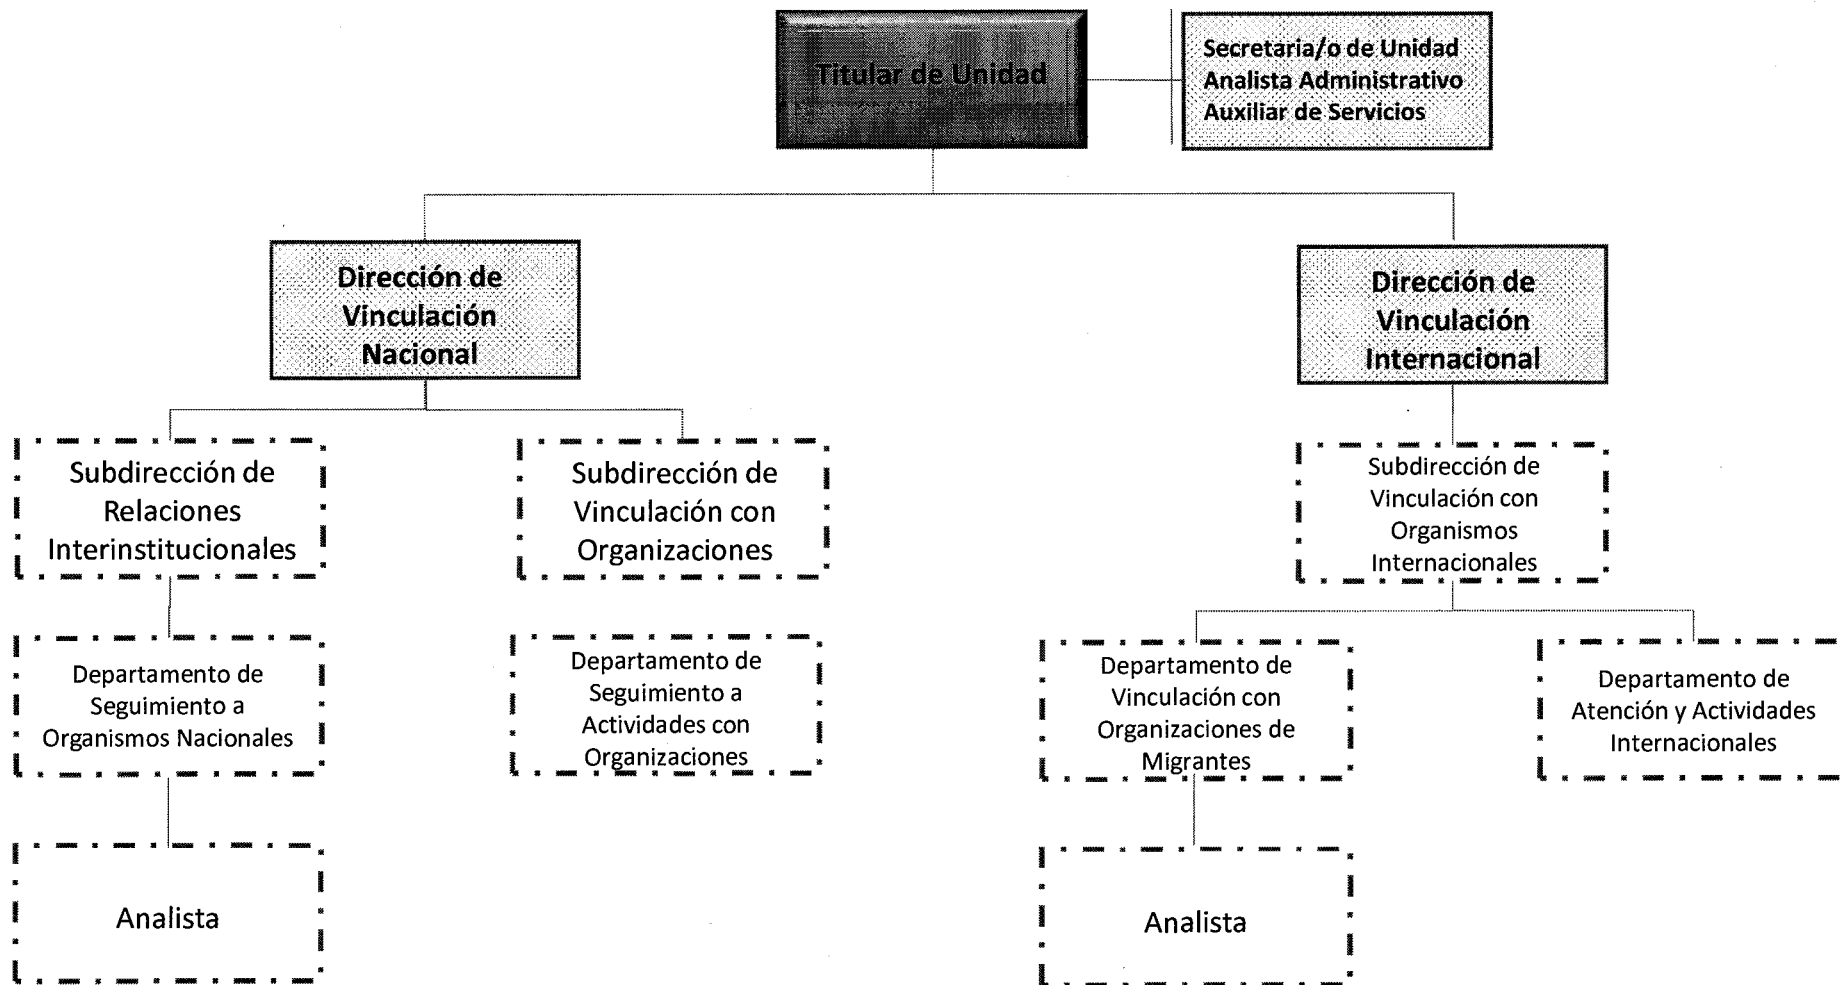 Titular de Unidad
Secretaria/o de Unidad
Analista Administrativo
Auxiliar de Servicios
Dirección de
Vinculación
Nacional
Dirección de
Vinculación
Internacional
Subdirección de
Relaciones
Interinstitucionales
Subdirección de
Vinculación con
Organizaciones
Subdirección de
Vinculación con
Organismos
Internacionales
Departamento de
Seguimiento a
Organismos Nacionales
Departamento de
Seguimiento a
Actividades con
Organizaciones
Departamento de
Vinculación con
Organizaciones de
Migrantes
Departamento de
Atención y Actividades
Internacionales
Analista
Analista